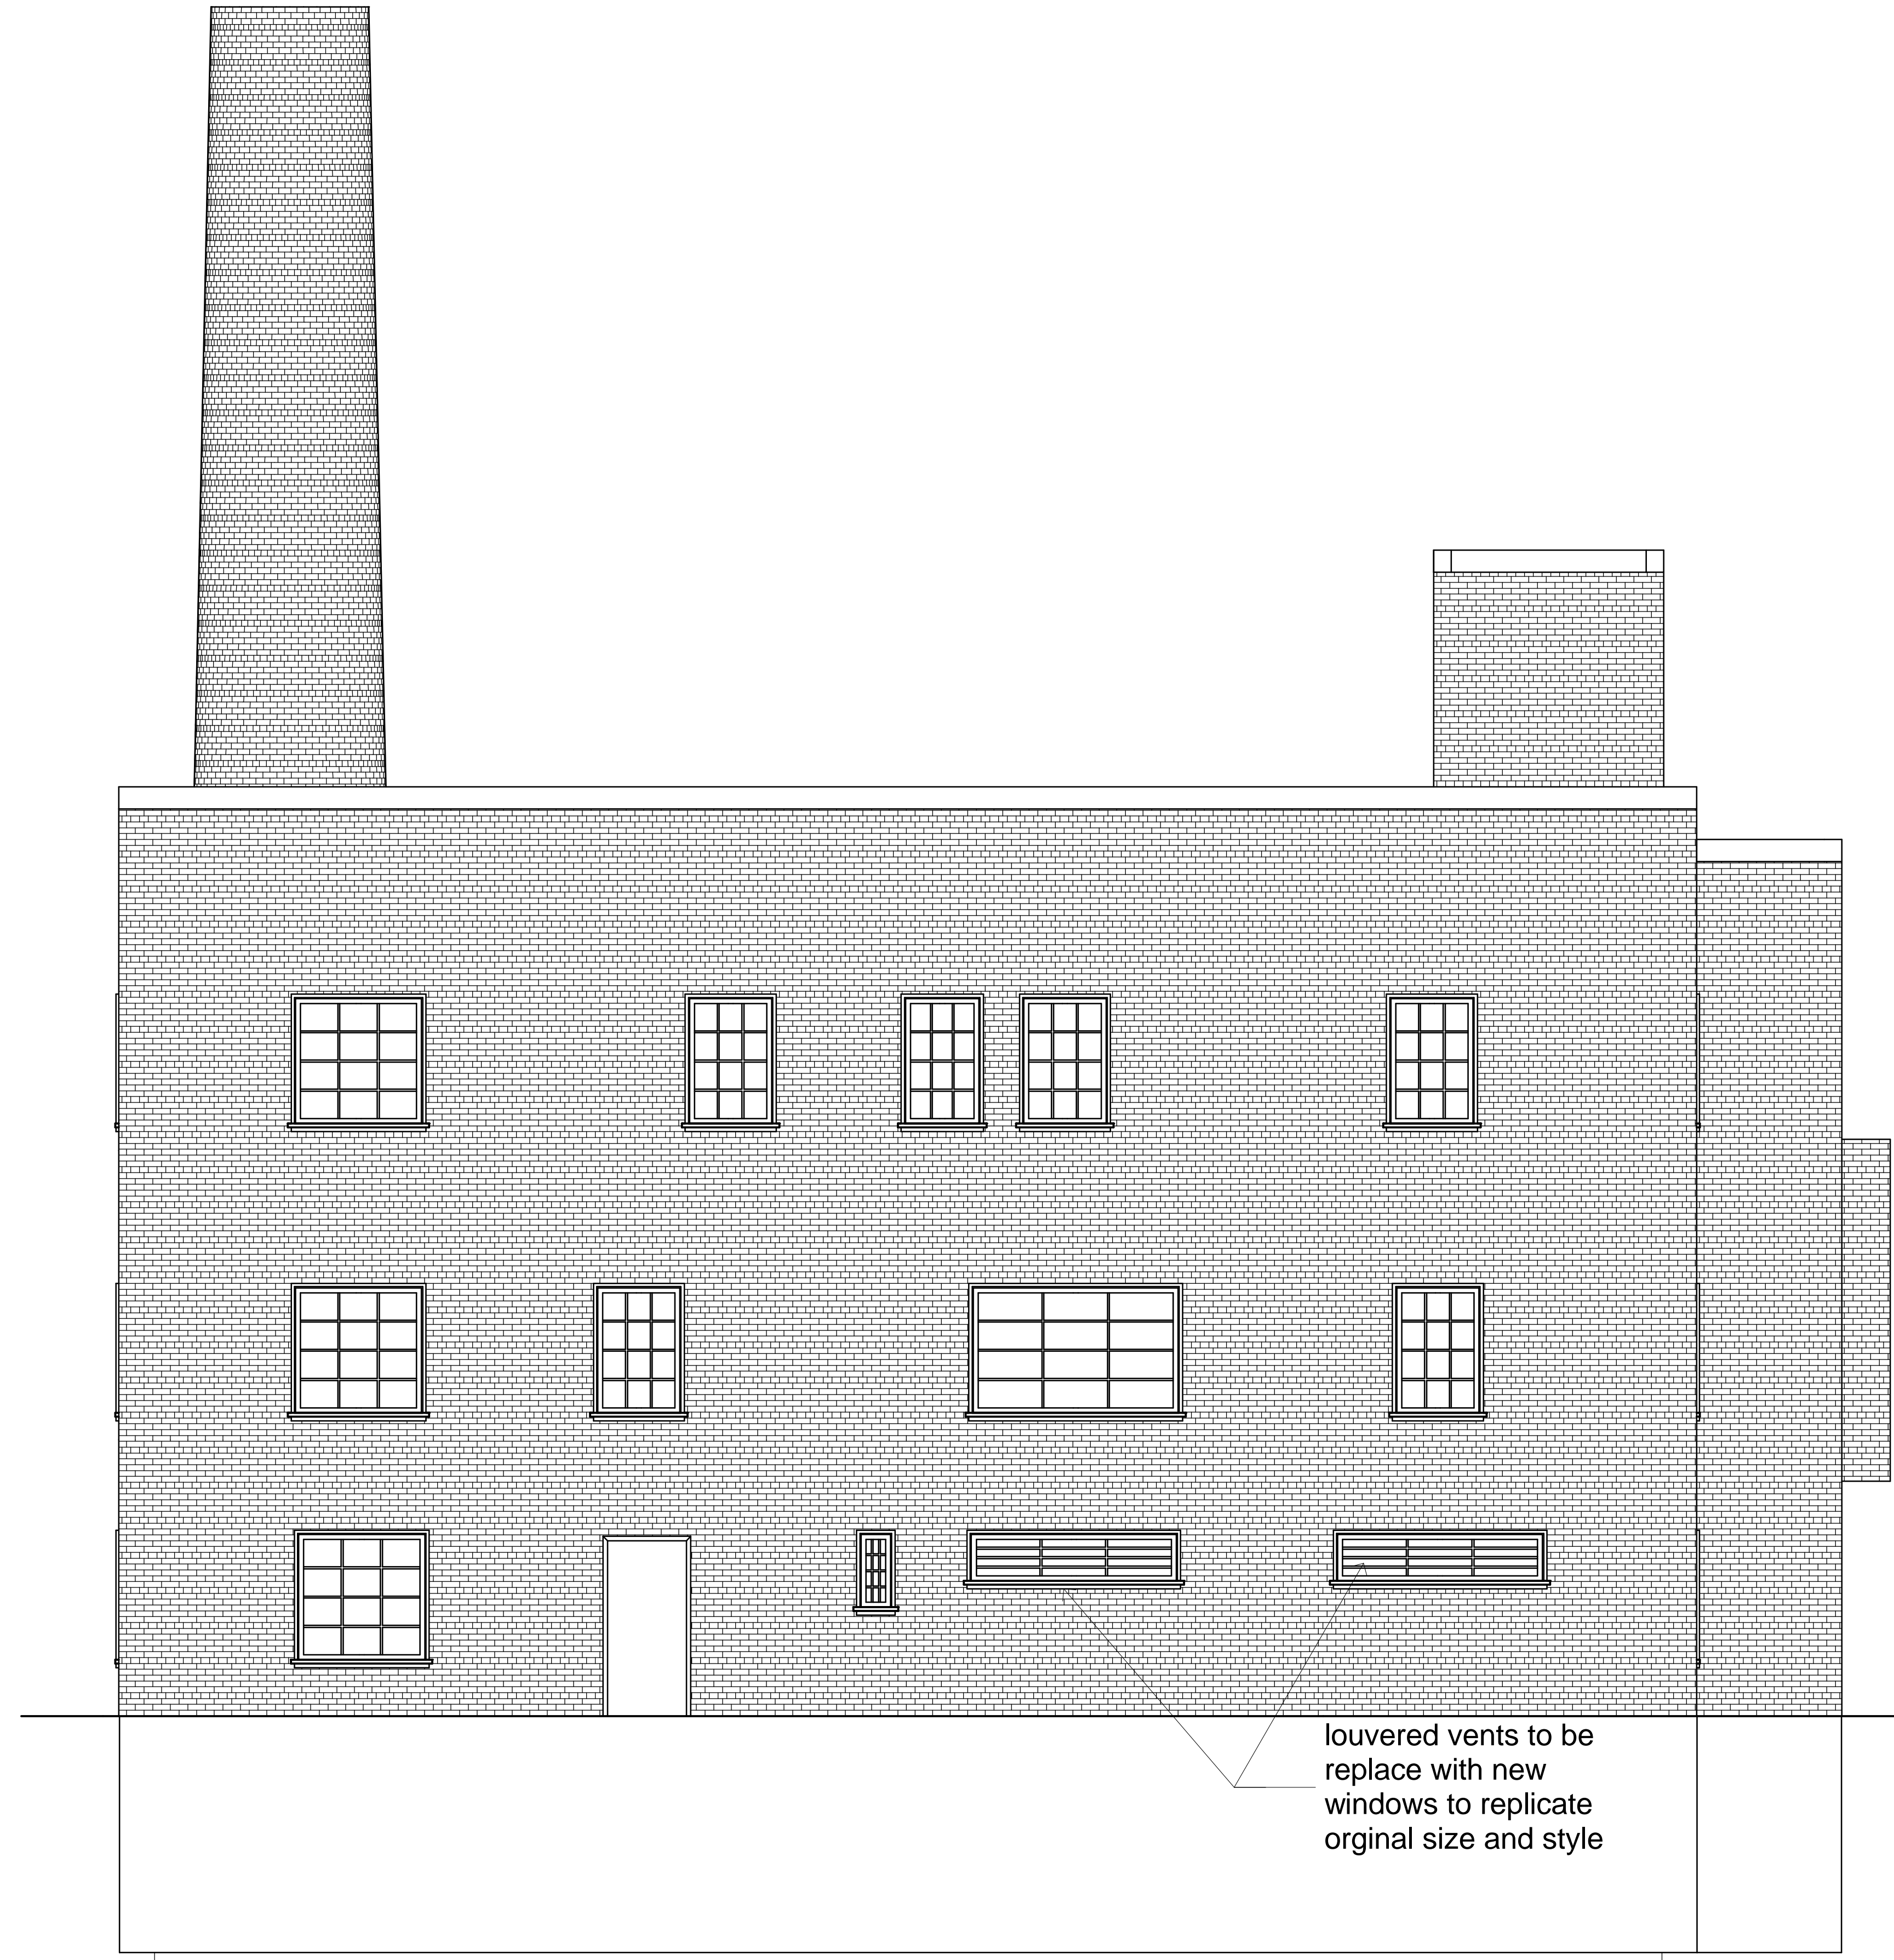 louvered vents to be
replace with new
windows to replicate
orginal size and style